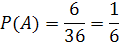 P(A) = 6/36 = 1/6